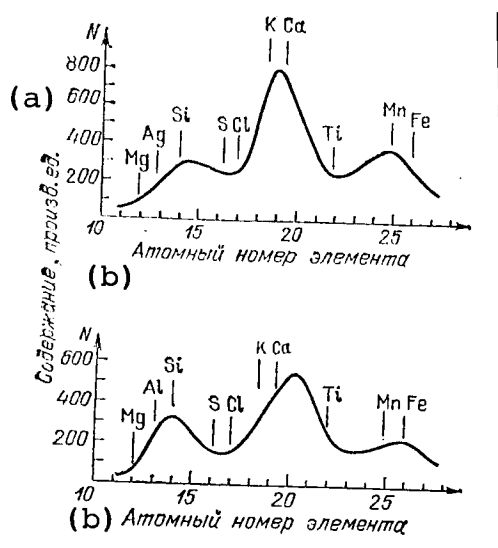 N
K Ca
800
(a)
600
Si
S Cl
Mn Fe
400
Ag
Ti
Mg
200
10 15 20 25
Атомный номер элемента
(b)
Содержание, произв. ед.
N
600
K Ca
Si
Al
S Cl
Ti
Mn Fe
400
Mg
200
10 15 20 25
(b) Атомный номер элемента